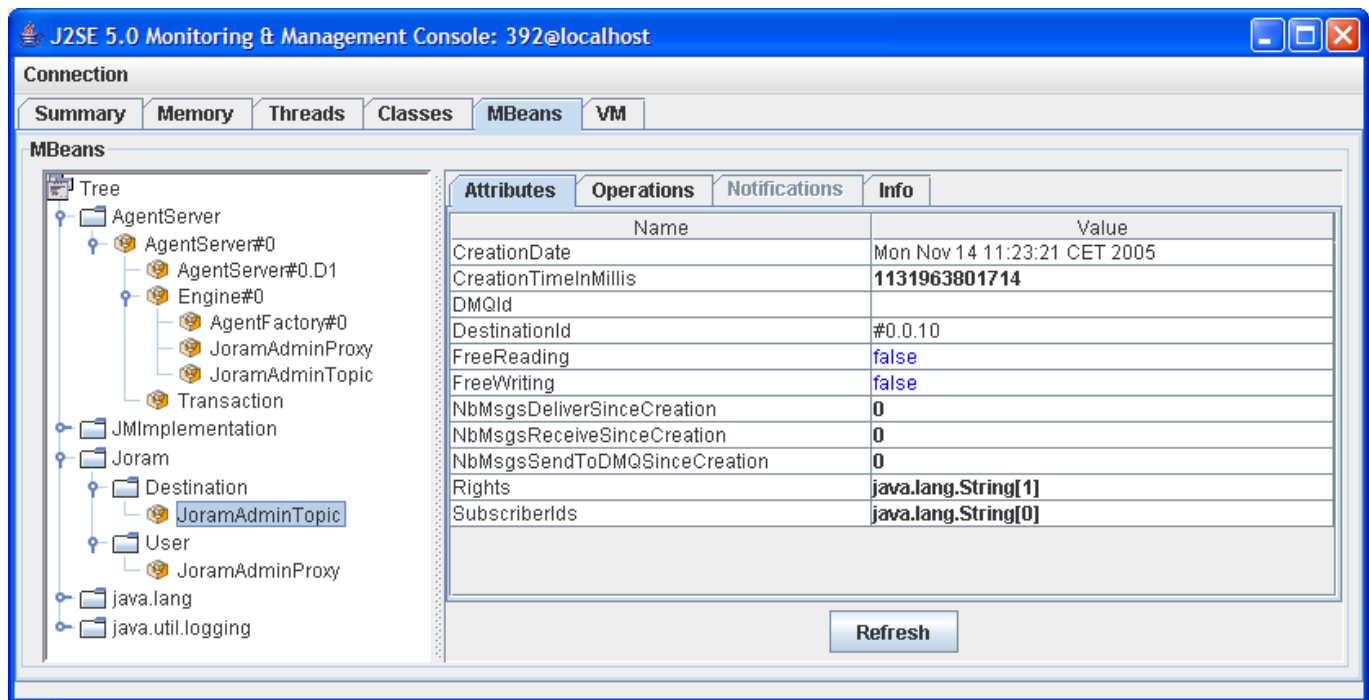 J2SE 5.0 Monitoring & Management Console: 392@localhost
Connection
Summary Memory Threads Classes MBeans VM
MBeans
Tree
AgentServer
AgentServer#0
AgentServer#0.D1
Engine#0
AgentFactory#0
JoramAdminProxy
JoramAdminTopic
Transaction
JMImplementation
Joram
Destination
JoramAdminTopic
User
JoramAdminProxy
java.lang
java.util.logging
Attributes Operations Notifications Info
Name Value
CreationDate Mon Nov 14 11:23:21 CET 2005
CreationTimeInMillis 1131963801714
DMQId
DestinationId #0.0.10
FreeReading false
FreeWriting false
NbMsgsDeliverSinceCreation 0
NbMsgsReceiveSinceCreation 0
NbMsgsSendToDMQSinceCreation 0
Rights java.lang.String[1]
SubscriberIds java.lang.String[0]
Refresh